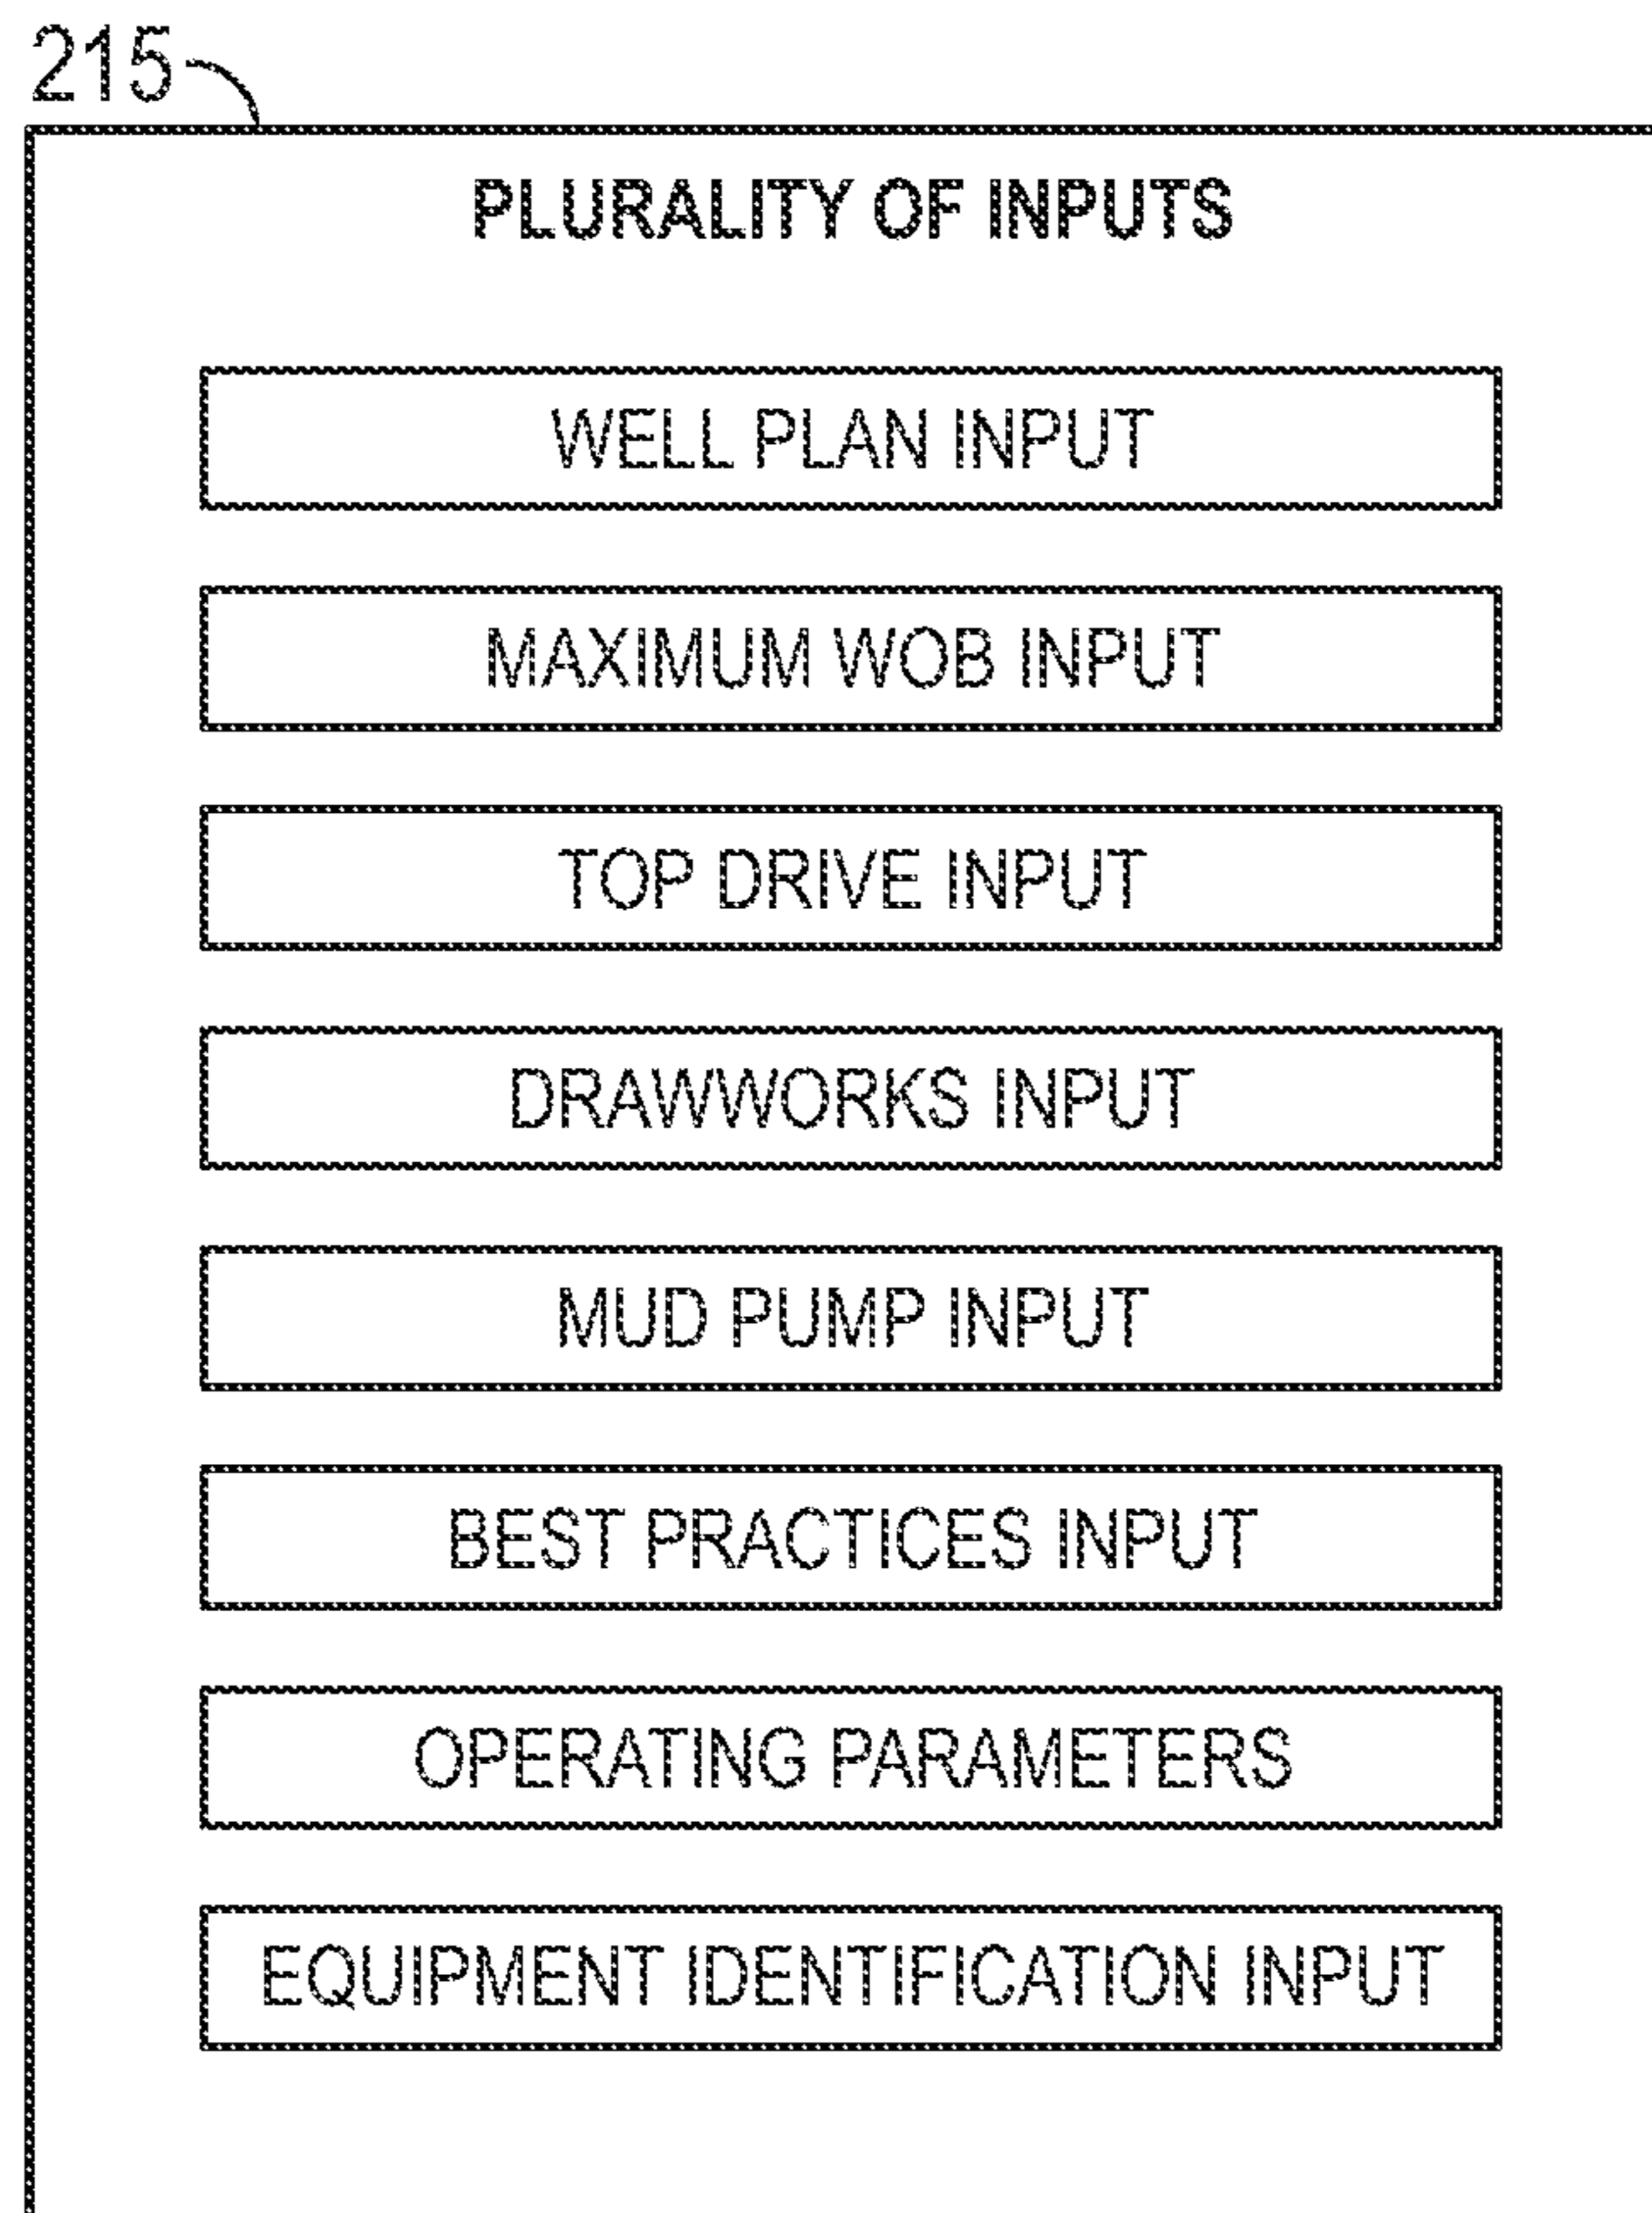 215
PLURALITY OF INPUTS
WELL PLAN INPUT
MAXIMUM WOB INPUT
TOP DRIVE INPUT
DRAWWORKS INPUT
MUD PUMP INPUT
BEST PRACTICES INPUT
OPERATING PARAMETERS
EQUIPMENT IDENTIFICATION INPUT